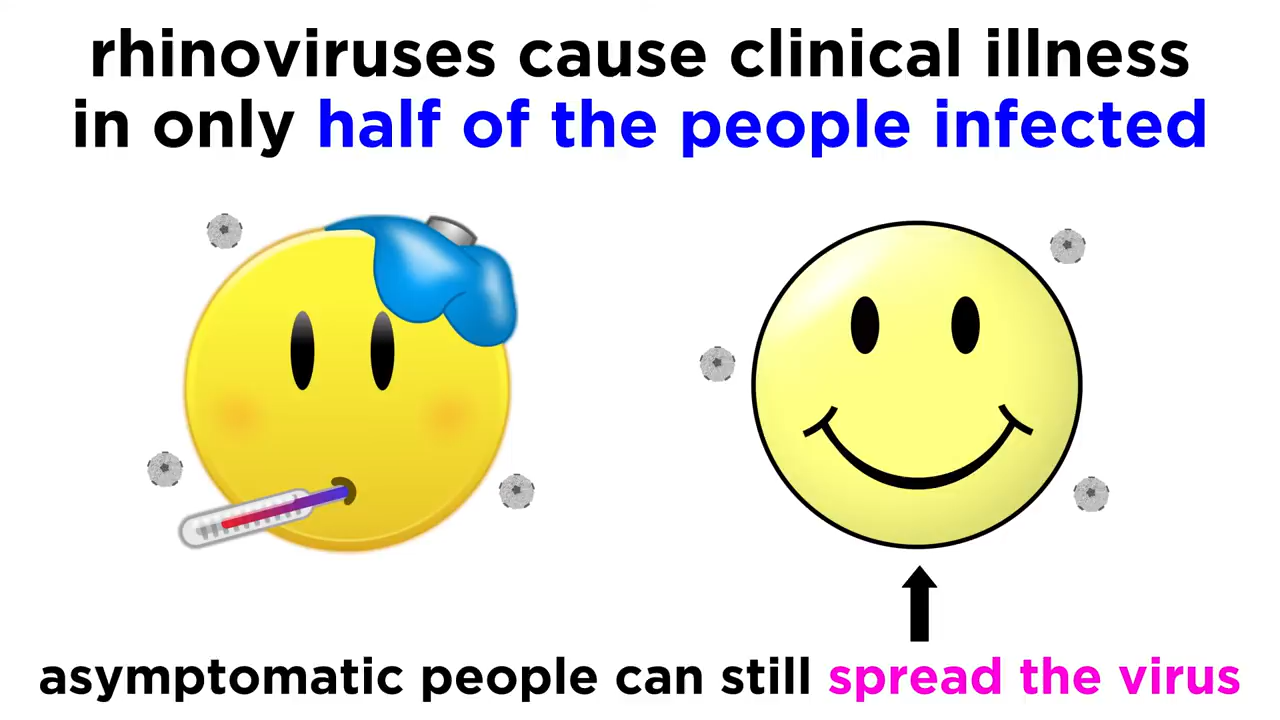 rhinoviruses cause clinical illness
in only half of the people infected
asymptomatic people can still spread the virus